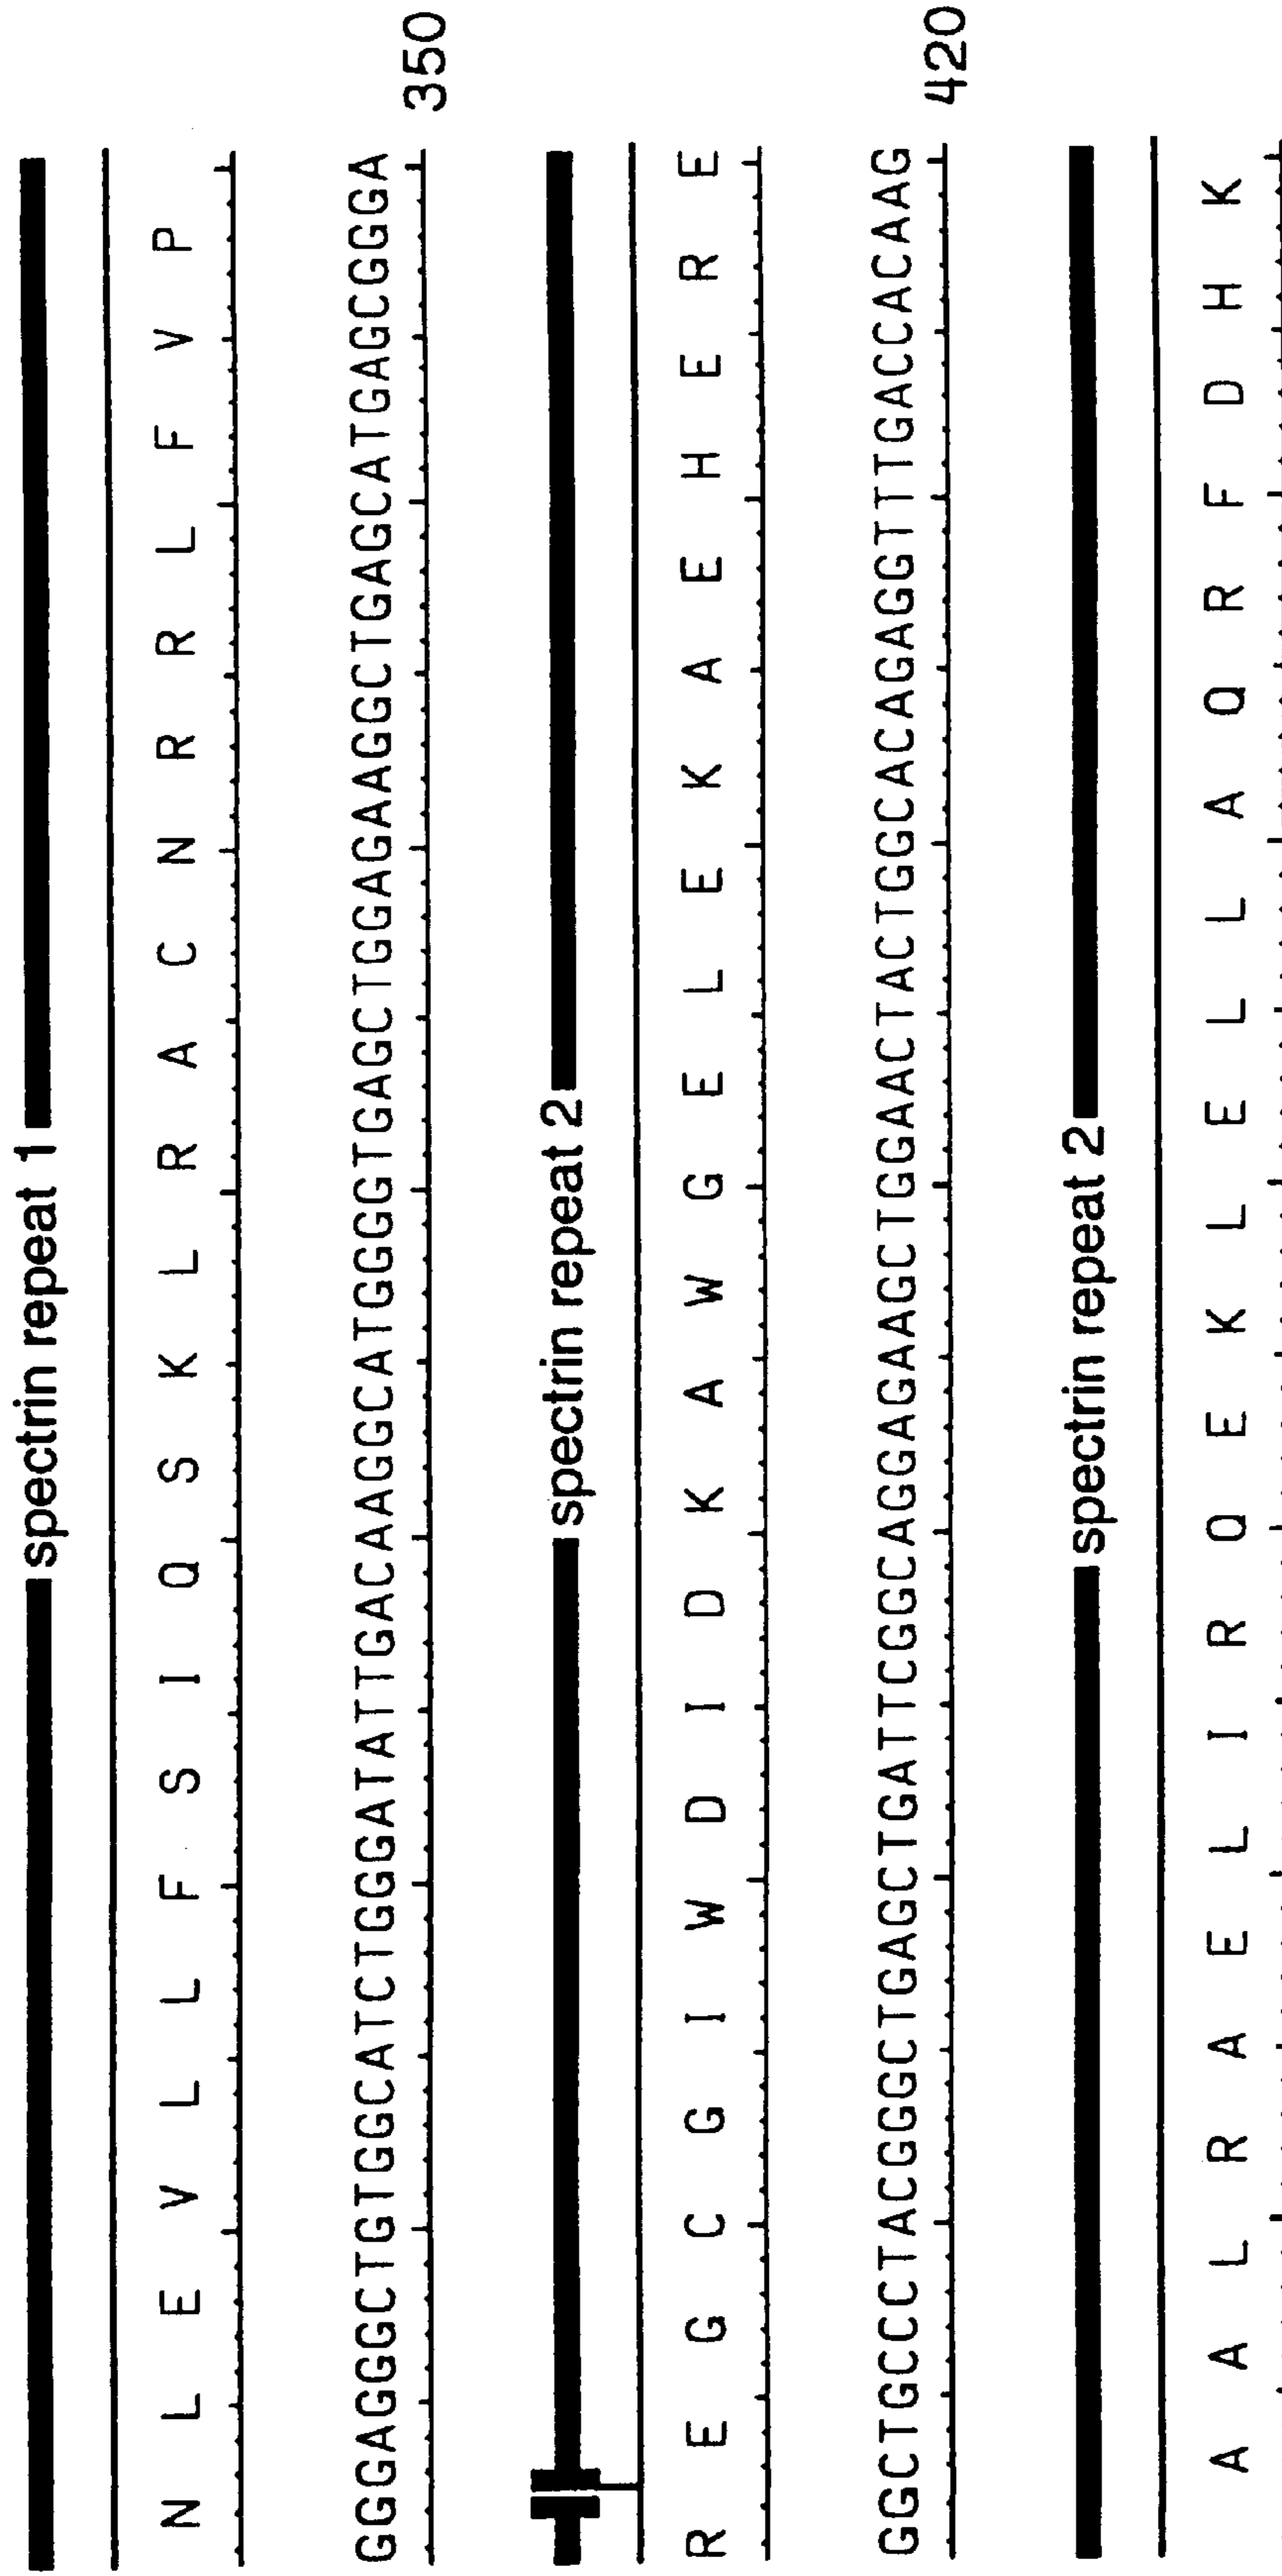 spectrin repeat 1
N L E V L L F S I Q S K L R A C N R R L F V P
GGGAGGGCTGTGGCATCTGGGATATTGACAAGGCATGGGGTGAGCTGGAGAAGGCTGAGCATGAGCGGGA 350
spectrin repeat 2
R E G C G I W D I D K A W G E L E K A E H E R E
GGCTGCCCTACGGGCTGAGCTGATTCGGCAGGAGAAGCTGGAACTACTGGCACAGAGGTTTGACCACAAG 420
spectrin repeat 2
A A L R A E L I R Q E K L E L L A Q R F D H K